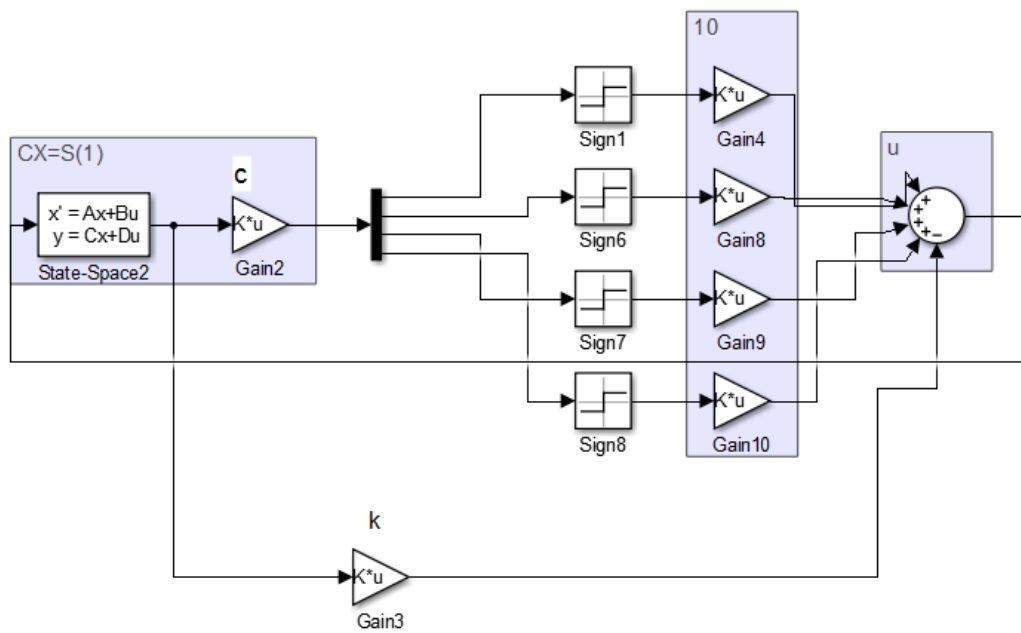 10
K*u
Sign1
Gain4
CX=S(1)
u
c
x' = Ax+Bu
y = Cx+Du
K*u
K*u
State-Space2
Gain2
Sign6
Gain8
+
+
+
+
−
K*u
Sign7
Gain9
K*u
Sign8
Gain10
k
K*u
Gain3